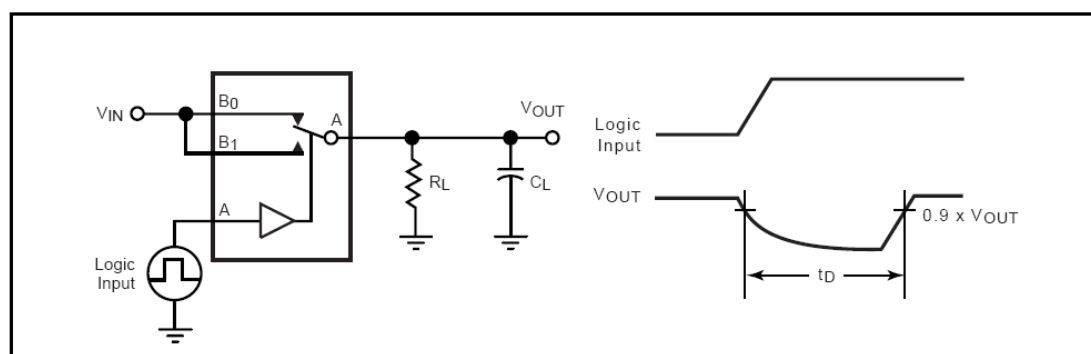 VIN
B0
B1
A
A
VOUT
RL
CL
Logic
Input
Logic
Input
VOUT
0.9 x VOUT
tD